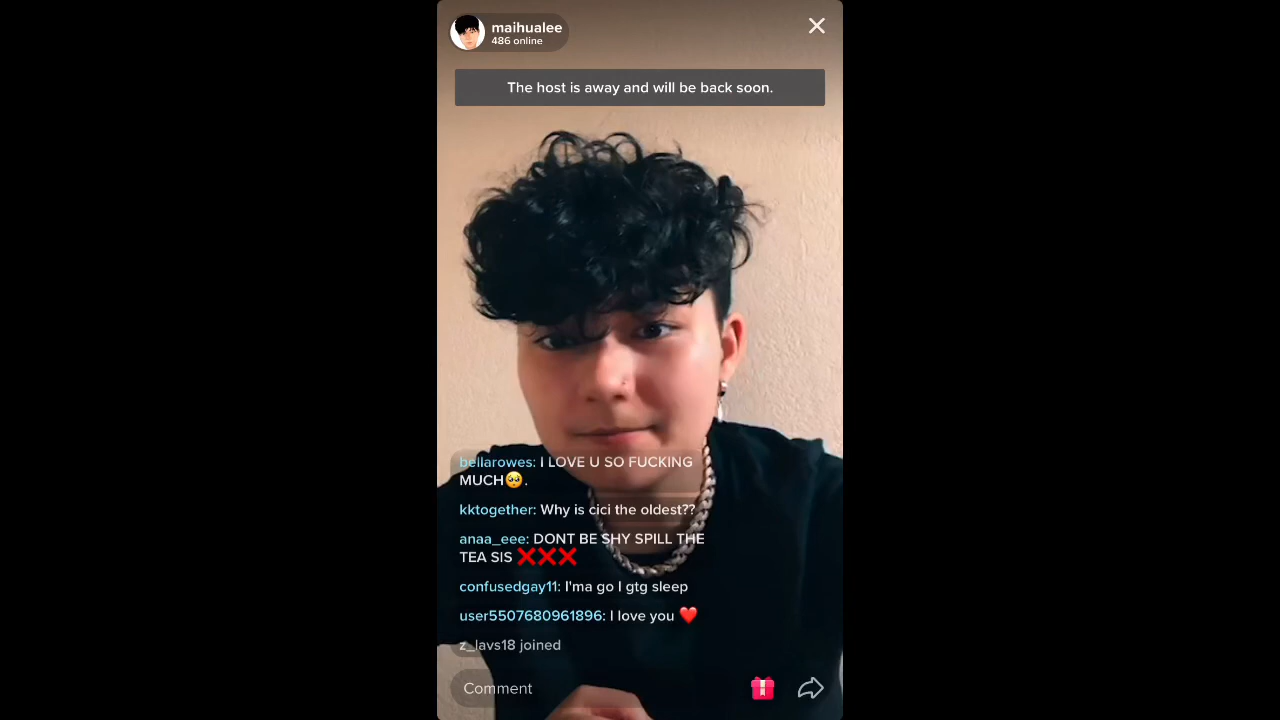 maihualee
486 online
The host is away and will be back soon.
bellarowes: I LOVE U SO FUCKING
MUCH🥺.
kktogether: Why is cici the oldest??
anaa_eee: DONT BE SHY SPILL THE
TEA SIS ❌❌❌
confusedgay11: I'ma go I gtg sleep
user5507680961896: I love you ❤️
z_lavs18 joined
Comment